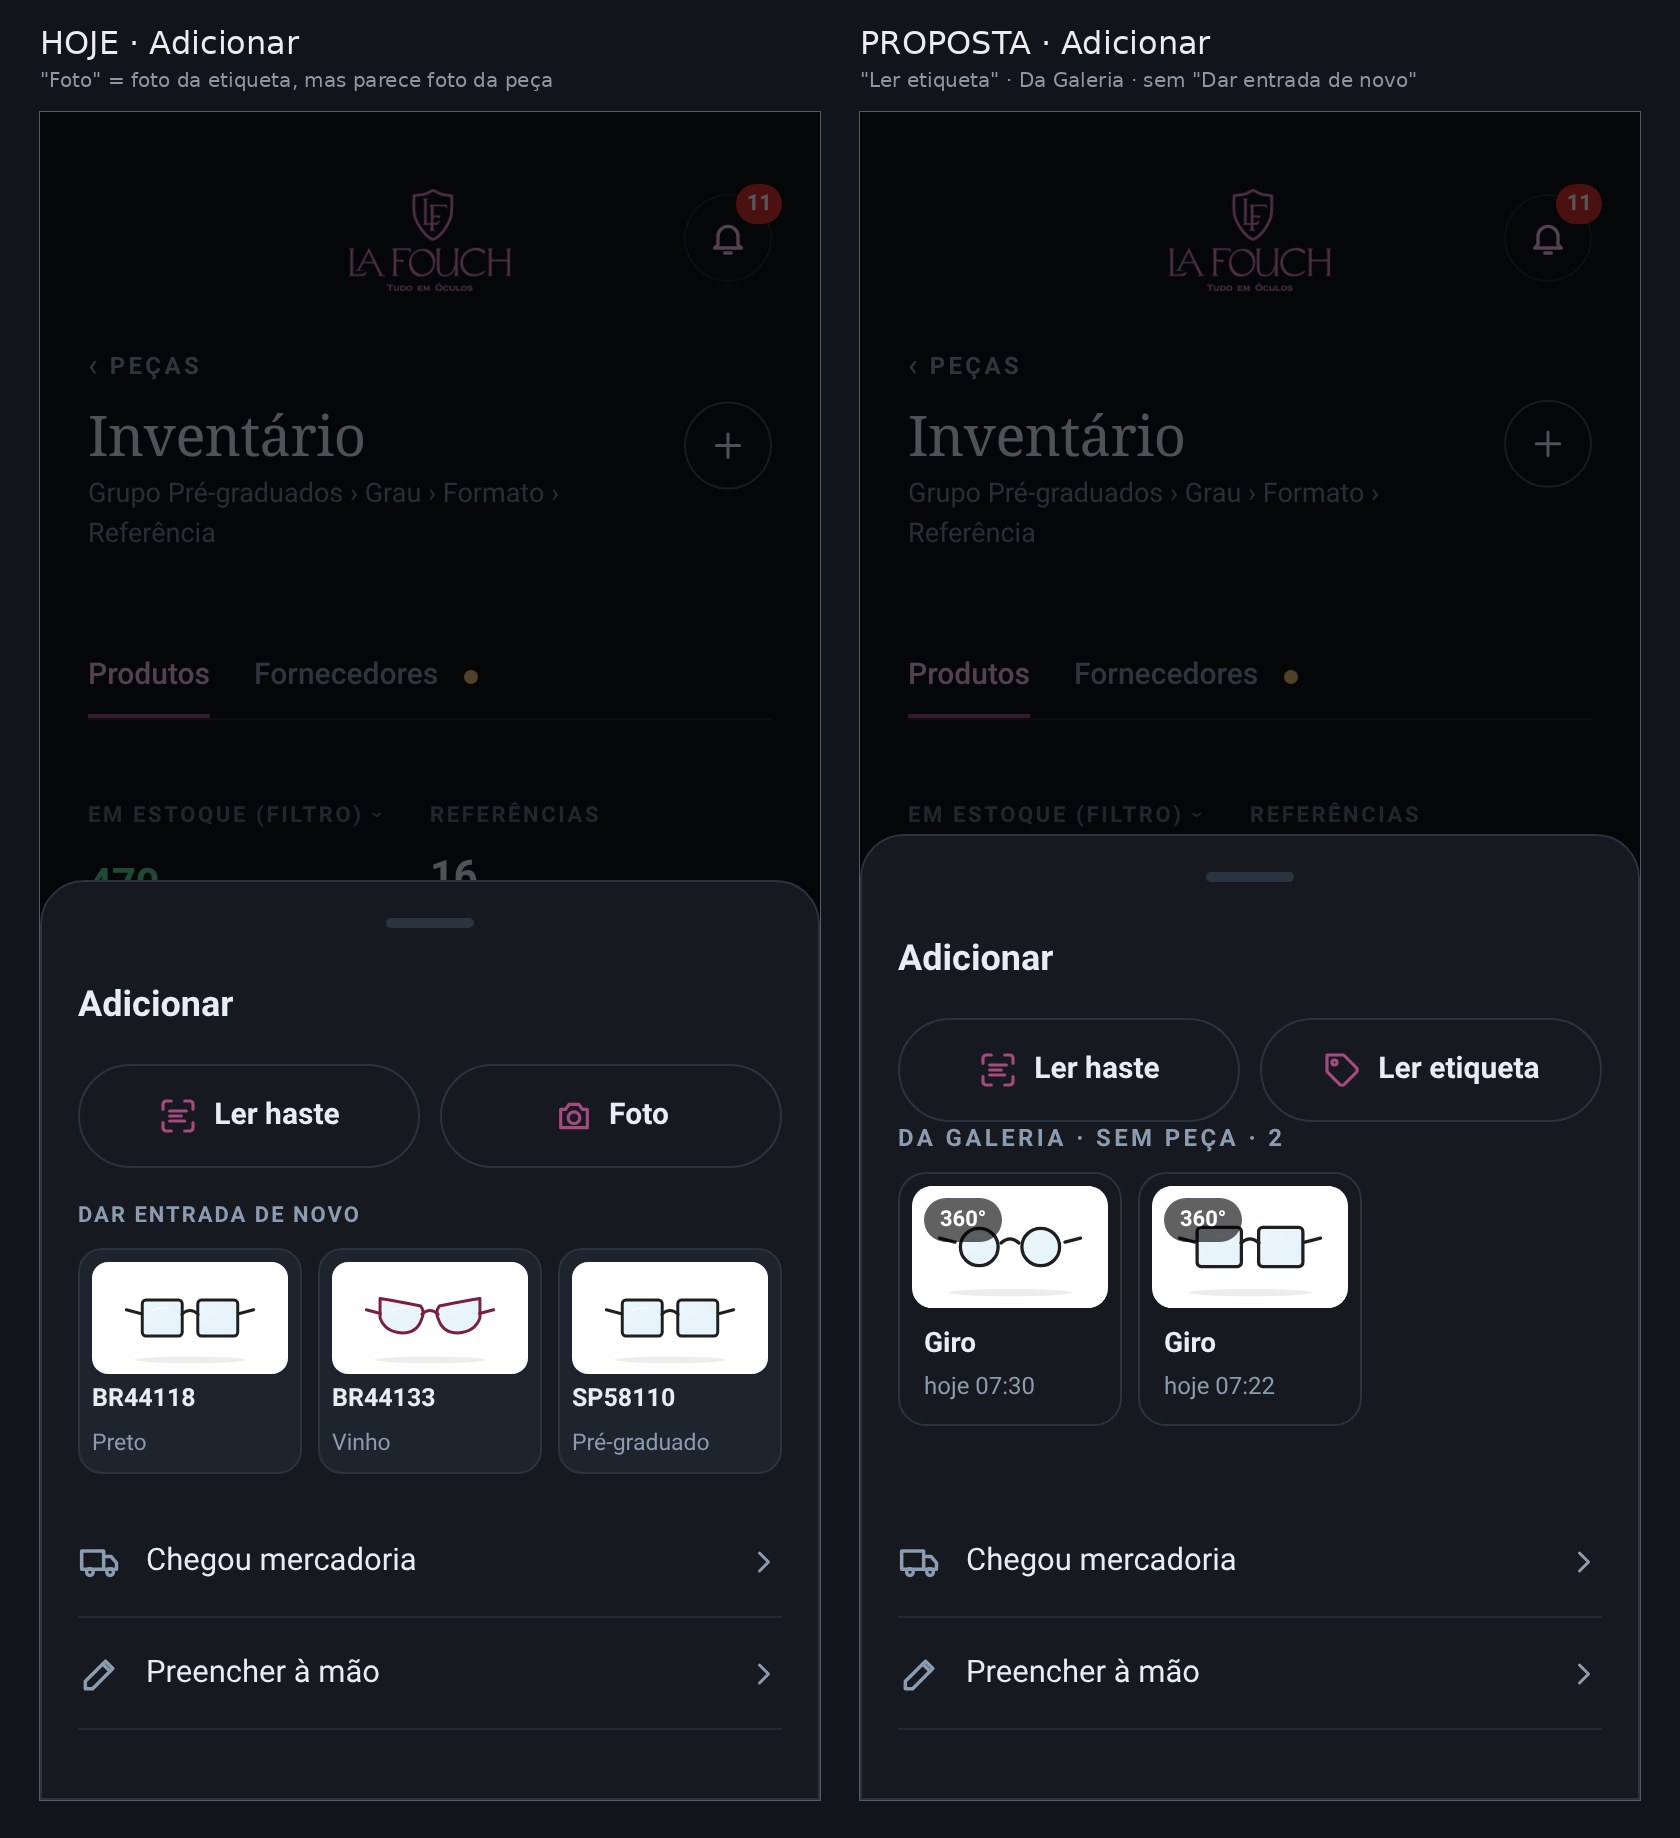 HOJE · Adicionar
"Foto" = foto da etiqueta, mas parece foto da peça
LF
LA FOUCH
TUDO EM ÓCULOS
11
‹ PEÇAS
Inventário
Grupo Pré-graduados › Grau › Formato ›
Referência
Produtos
Fornecedores
EM ESTOQUE (FILTRO)
REFERÊNCIAS
470
16
Adicionar
Ler haste
Foto
DAR ENTRADA DE NOVO
BR44118
Preto
BR44133
Vinho
SP58110
Pré-graduado
Chegou mercadoria
Preencher à mão
PROPOSTA · Adicionar
"Ler etiqueta" · Da Galeria · sem "Dar entrada de novo"
LF
LA FOUCH
TUDO EM ÓCULOS
11
‹ PEÇAS
Inventário
Grupo Pré-graduados › Grau › Formato ›
Referência
Produtos
Fornecedores
EM ESTOQUE (FILTRO)
REFERÊNCIAS
Adicionar
Ler haste
Ler etiqueta
DA GALERIA · SEM PEÇA · 2
360°
Giro
hoje 07:30
360°
Giro
hoje 07:22
Chegou mercadoria
Preencher à mão